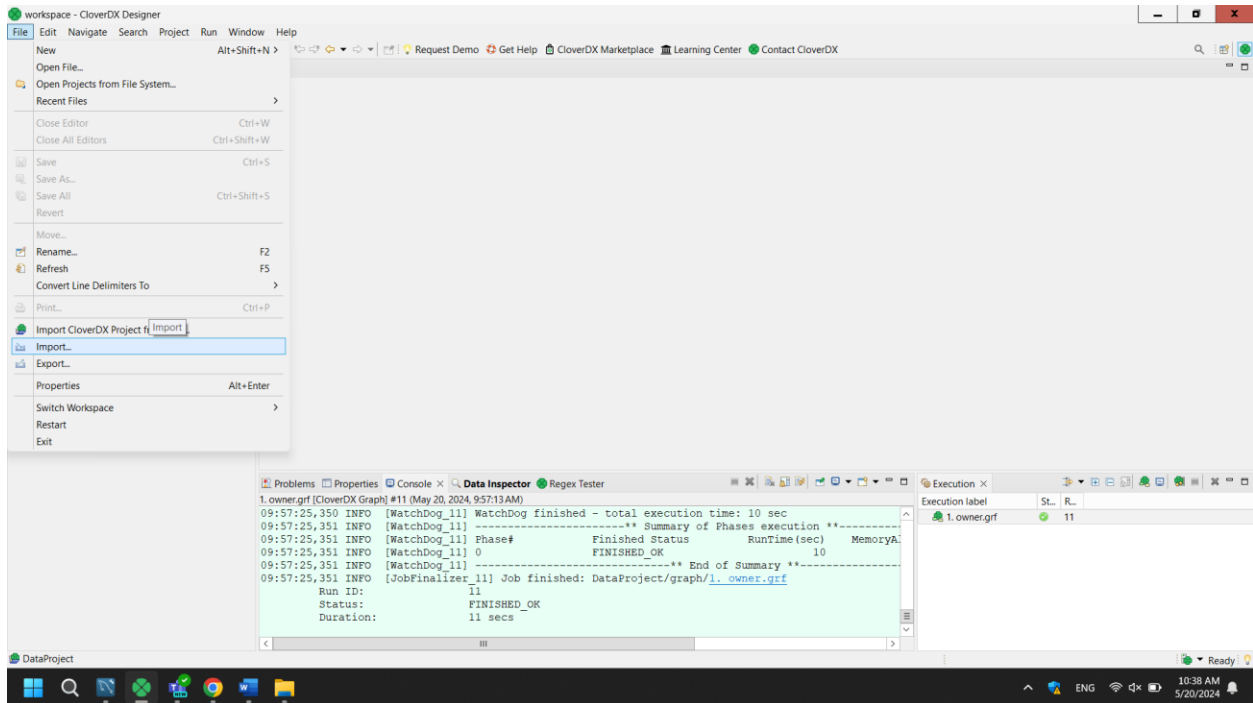 workspace - CloverDX Designer
File Edit Navigate Search Project Run Window Help
New Alt+Shift+N >
Request Demo Get Help CloverDX Marketplace Learning Center Contact CloverDX
Open File...
Open Projects from File System...
Recent Files >
Close Editor Ctrl+W
Close All Editors Ctrl+Shift+W
Save Ctrl+S
Save As...
Save All Ctrl+Shift+S
Revert
Move...
Rename... F2
Refresh F5
Convert Line Delimiters To >
Print... Ctrl+P
Import CloverDX Project
Import
Import...
Export...
Properties Alt+Enter
Switch Workspace >
Restart
Exit
Problems Properties Console Data Inspector Regex Tester
1. owner.grf [CloverDX Graph] #11 (May 20, 2024, 9:57:13 AM)
09:57:25,350 INFO [WatchDog_11] WatchDog finished - total execution time: 10 sec
09:57:25,351 INFO [WatchDog_11] -----------------------** Summary of Phases execution **----------
09:57:25,351 INFO [WatchDog_11] Phase# Finished Status RunTime(sec) MemoryAl
09:57:25,351 INFO [WatchDog_11] 0 FINISHED_OK 10
09:57:25,351 INFO [WatchDog_11] ------------------------------** End of Summary **----------------
09:57:25,351 INFO [JobFinalizer_11] Job finished: DataProject/graph/1. owner.grf
Run ID: 11
Status: FINISHED_OK
Duration: 11 secs
Execution
Execution label St... R...
1. owner.grf 11
DataProject
Ready
NEW
ENG
10:38 AM
5/20/2024